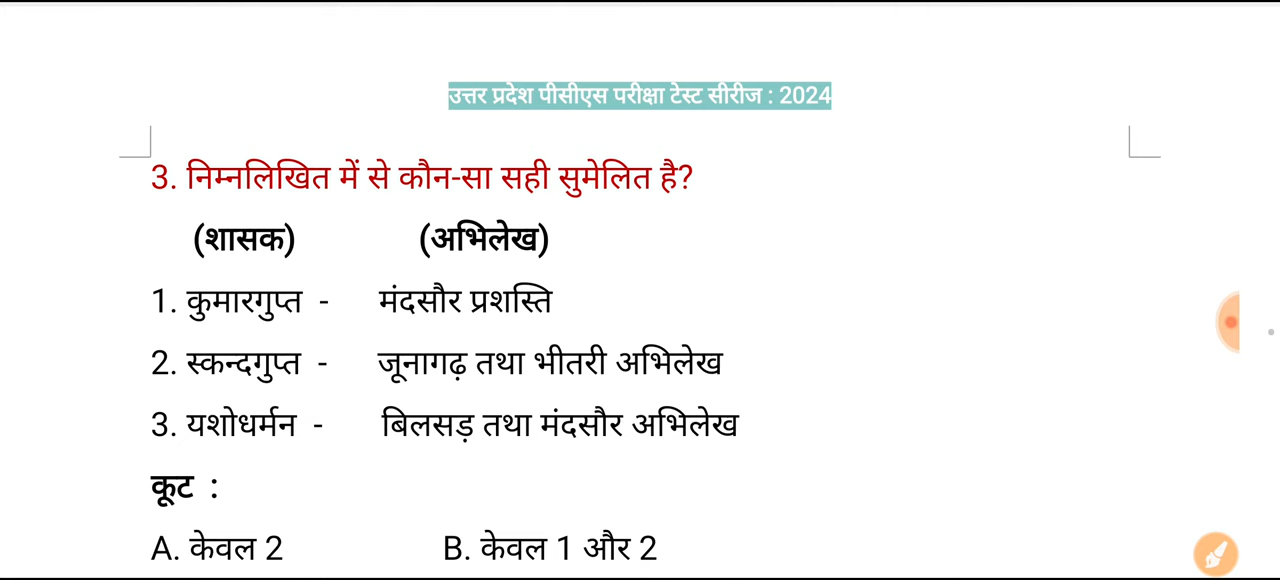 उत्तर प्रदेश पीसीएस परीक्षा टेस्ट सीरीज : 2024
3. निम्नलिखित में से कौन-सा सही सुमेलित है?
(शासक) (अभिलेख)
1. कुमारगुप्त - मंदसौर प्रशस्ति
2. स्कन्दगुप्त - जूनागढ़ तथा भीतरी अभिलेख
3. यशोधर्मन - बिलसड़ तथा मंदसौर अभिलेख
कूट :
A. केवल 2 B. केवल 1 और 2